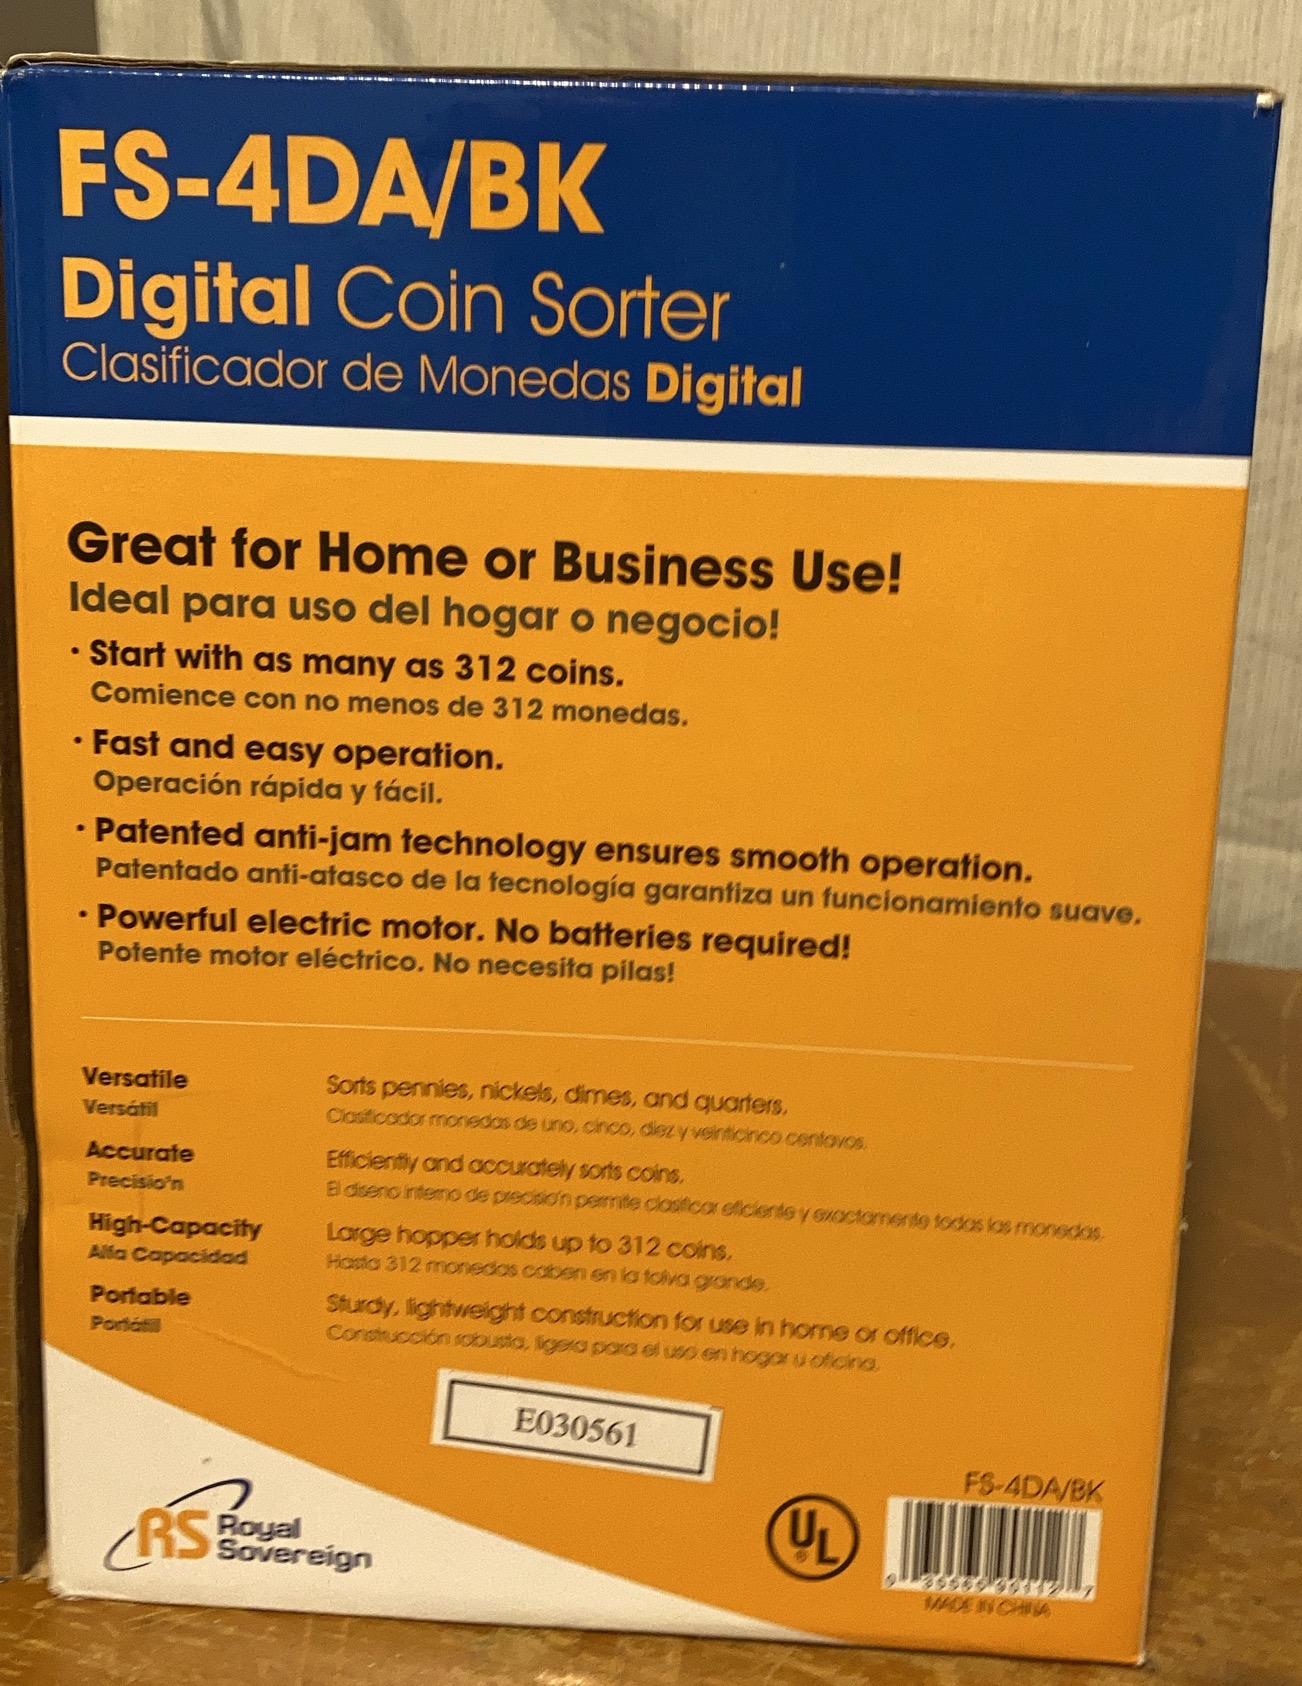 FS-4DA/BK
Digital Coin Sorter
Clasificador de Monedas Digital
Great for Home or Business Use!
Ideal para uso del hogar o negocio!
· Start with as many as 312 coins.
Comience con no menos de 312 monedas.
· Fast and easy operation.
Operación rápida y fácil.
· Patented anti-jam technology ensures smooth operation.
Patentado anti-atasco de la tecnología garantiza un funcionamiento suave.
· Powerful electric motor. No batteries required!
Potente motor eléctrico. No necesita pilas!
Versatile
Sorts pennies, nickels, dimes, and quarters.
Versátil
Clasificador monedas de uno, cinco, diez y veinticinco centavos.
Accurate
Efficiently and accurately sorts coins.
Precisio'n
El diseno interno de precisio'n permite clasificar eficiente y exactamente todas las monedas.
High-Capacity
Large hopper holds up to 312 coins.
Alta Capacidad
Hasta 312 monedas caben en la tolva grande.
Portable
Sturdy, lightweight construction for use in home or office.
Portátil
Construcción robusta, ligera para el uso en hogar u oficina.
E030561
RS Royal
Sovereign
UL
FS-4DA/BK
MADE IN CHINA